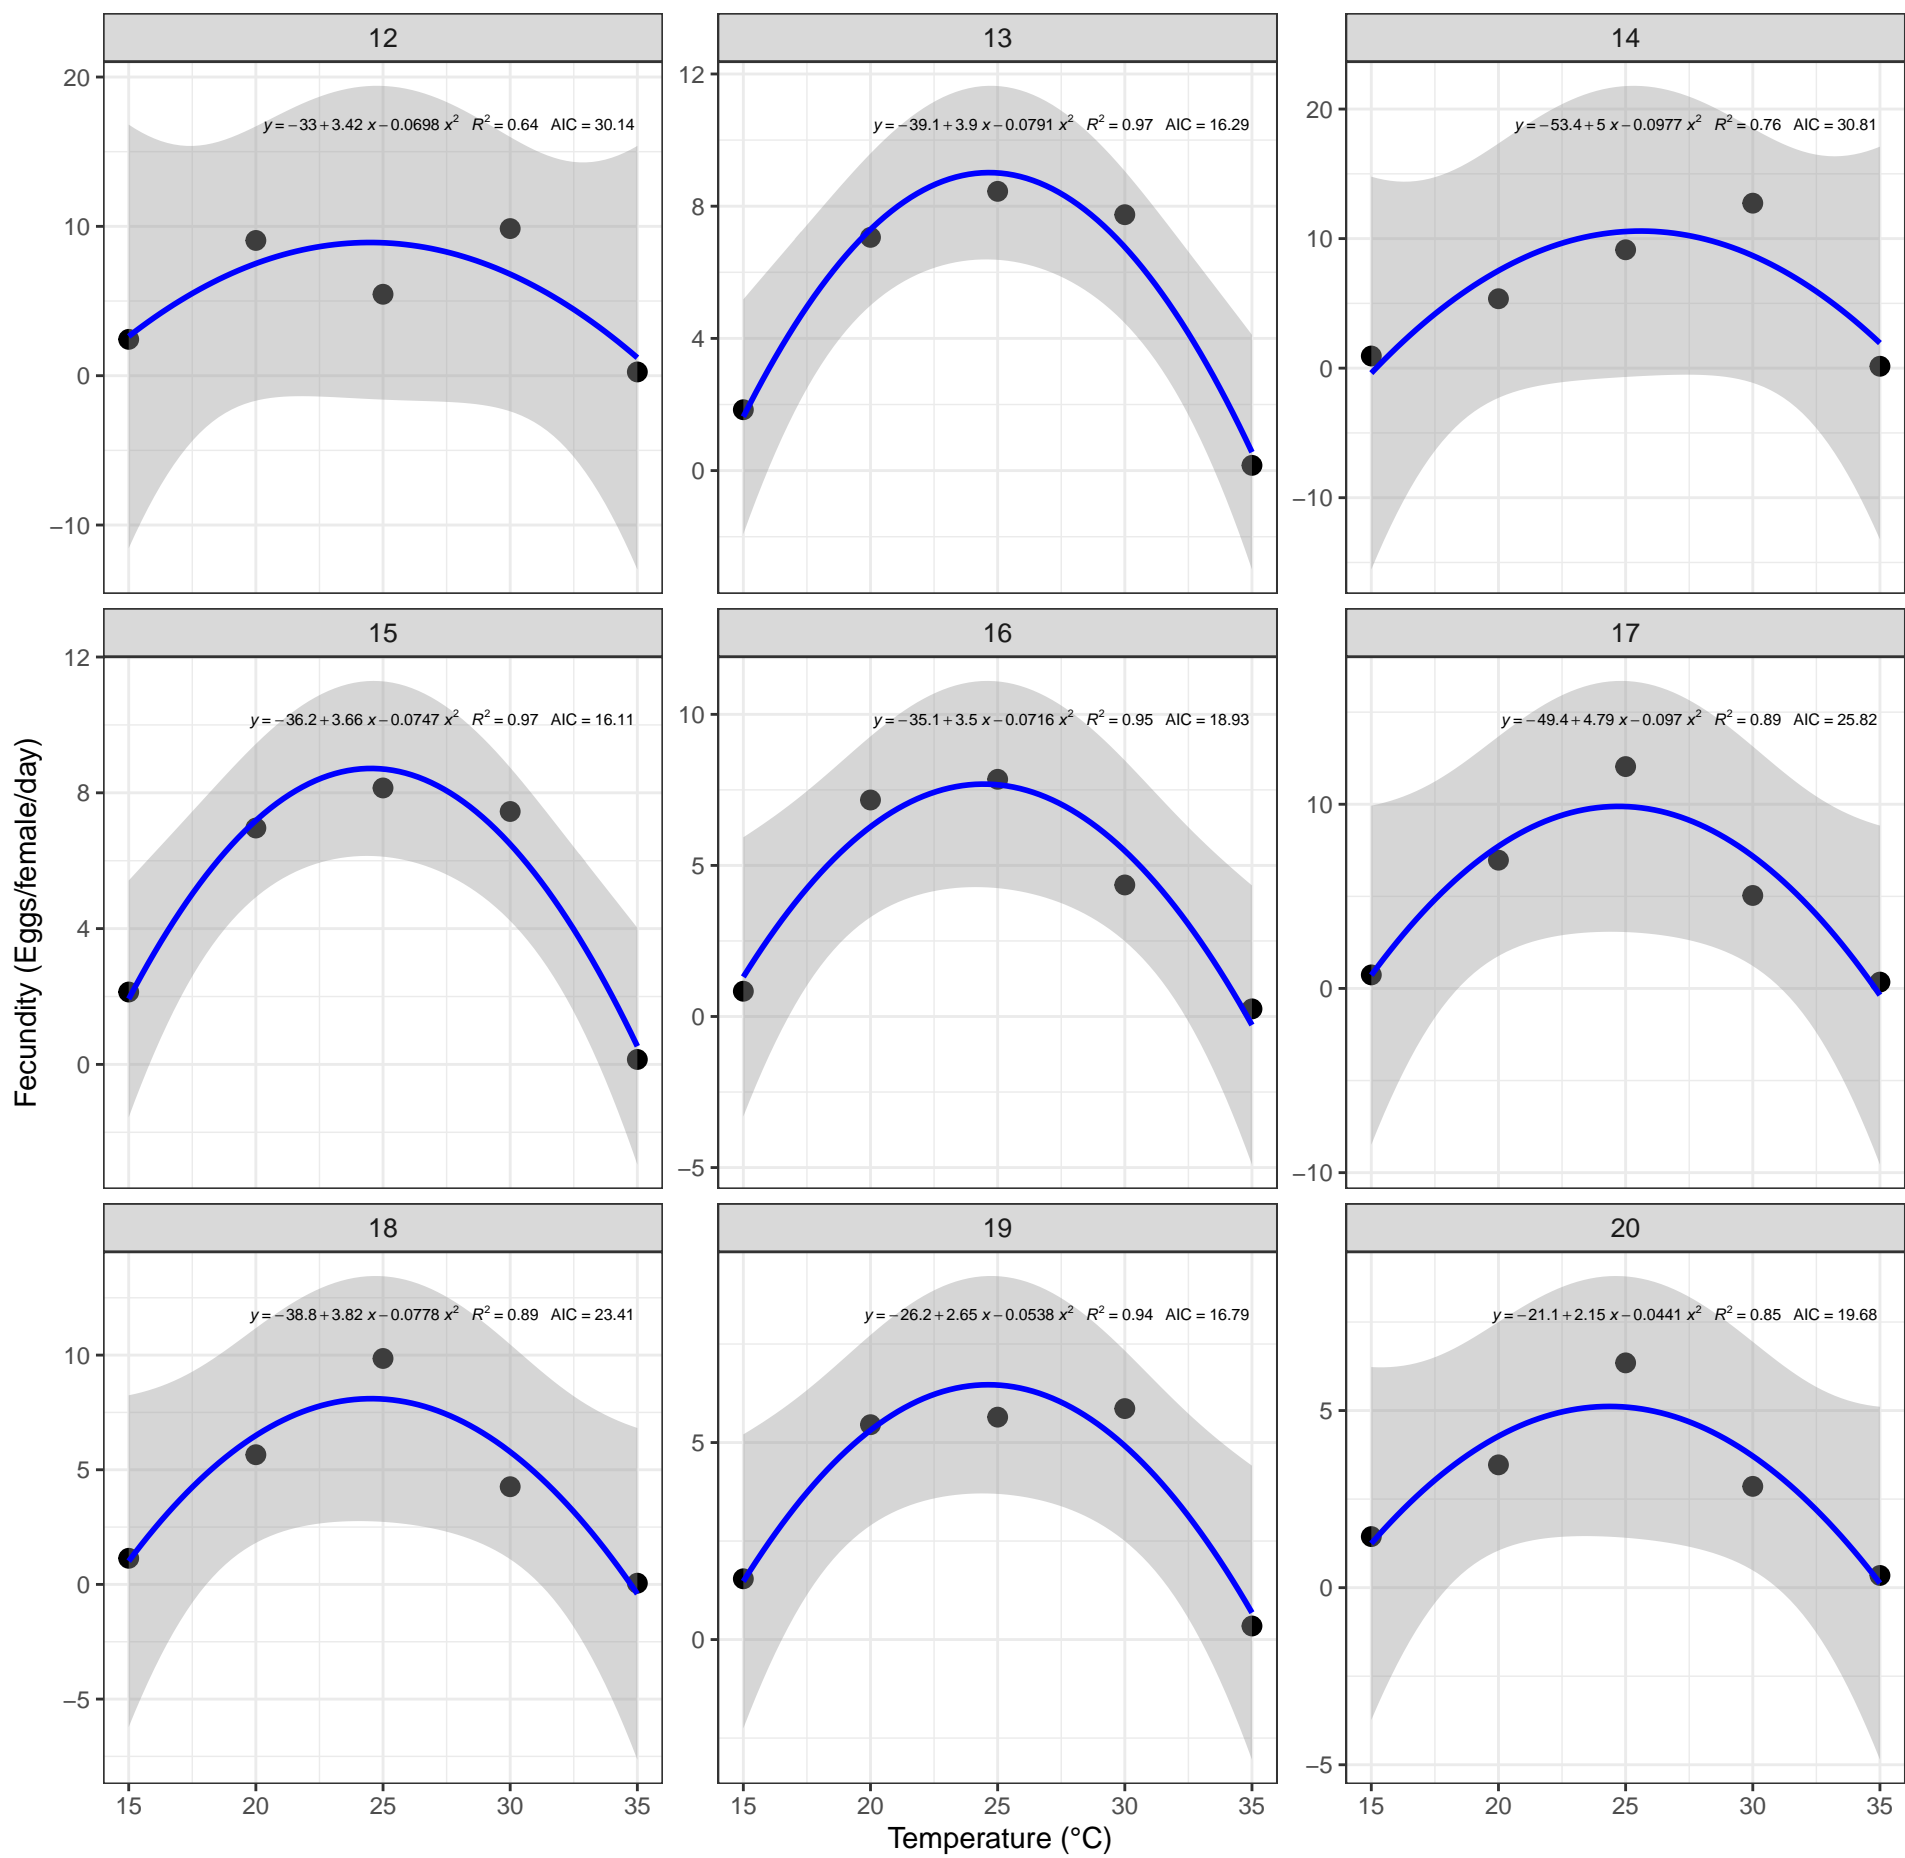 12
13
14
20
10
0
−10
y = −33 + 3.42 x − 0.0698 x² R² = 0.64 AIC = 30.14
12
8
4
0
y = −39.1 + 3.9 x − 0.0791 x² R² = 0.97 AIC = 16.29
20
10
0
−10
y = −53.4 + 5 x − 0.0977 x² R² = 0.76 AIC = 30.81
15
16
17
12
8
4
0
y = −36.2 + 3.66 x − 0.0747 x² R² = 0.97 AIC = 16.11
10
5
0
−5
y = −35.1 + 3.5 x − 0.0716 x² R² = 0.95 AIC = 18.93
10
0
−10
y = −49.4 + 4.79 x − 0.097 x² R² = 0.89 AIC = 25.82
18
19
20
10
5
0
−5
y = −38.8 + 3.82 x − 0.0778 x² R² = 0.89 AIC = 23.41
5
0
y = −26.2 + 2.65 x − 0.0538 x² R² = 0.94 AIC = 16.79
5
0
−5
y = −21.1 + 2.15 x − 0.0441 x² R² = 0.85 AIC = 19.68
15 20 25 30 35
15 20 25 30 35
15 20 25 30 35
Temperature (°C)
Fecundity (Eggs/female/day)